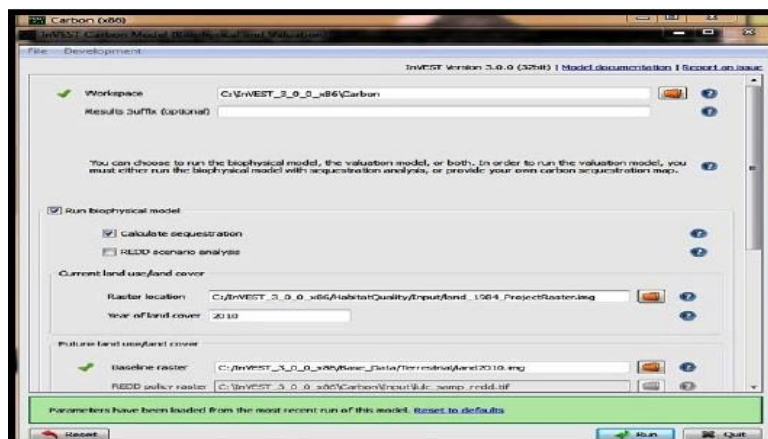 Carbon (x86)
InVEST Carbon Model (Biophysical and Valuation)
File Development
InVEST Version 3.0.0 (32bit) | Model documentation | Report an issue
Workspace C:\InVEST_3_0_0_x86\Carbon
Results Suffix (optional)
You can choose to run the biophysical model, the valuation model, or both. In order to run the valuation model, you
must either run the biophysical model with sequestration analysis, or provide your own carbon sequestration map.
Run biophysical model
Calculate sequestration
REDD scenario analysis
Current land use/land cover
Raster location C:/InVEST_3_0_0_x86/HabitatQuality/Input/land_1984_ProjectRaster.img
Year of land cover 2010
Future land use/land cover
Baseline raster C:/InVEST_3_0_0_x86/Base_Data/Terrestrial/land2010.img
REDD policy raster C:\InVEST_3_0_0_x86\Carbon\Input\lulc_samp_redd.tif
Parameters have been loaded from the most recent run of this model. Reset to defaults
Reset Run Quit